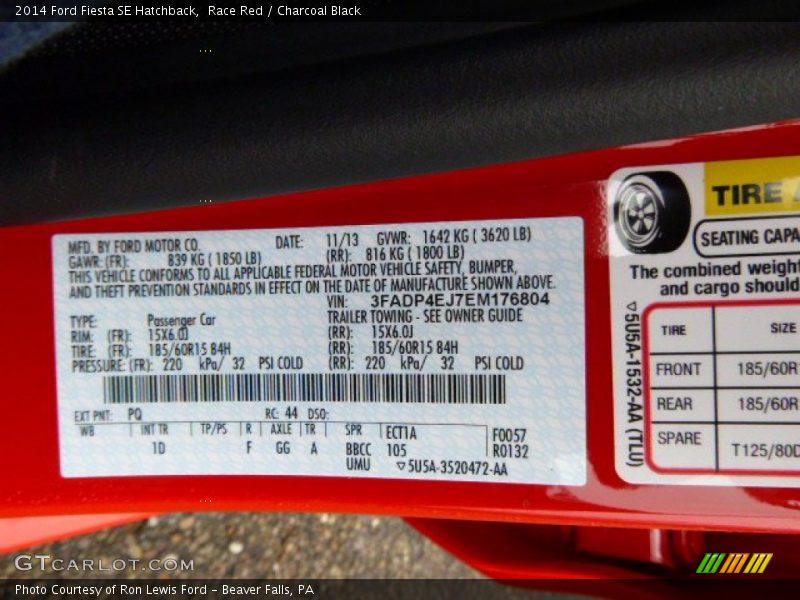 2014 Ford Fiesta SE Hatchback, Race Red / Charcoal Black
MFD. BY FORD MOTOR CO. DATE: 11/13 GVWR: 1642 KG ( 3620 LB)
GAWR: (FR): 839 KG ( 1850 LB) (RR): 816 KG ( 1800 LB)
THIS VEHICLE CONFORMS TO ALL APPLICABLE FEDERAL MOTOR VEHICLE SAFETY, BUMPER,
AND THEFT PREVENTION STANDARDS IN EFFECT ON THE DATE OF MANUFACTURE SHOWN ABOVE.
VIN: 3FADP4EJ7EM176804
TYPE: Passenger Car TRAILER TOWING - SEE OWNER GUIDE
RIM: (FR): 15X6.0J (RR): 15X6.0J
TIRE: (FR): 185/60R15 84H (RR): 185/60R15 84H
PRESSURE: (FR): 220 kPa/ 32 PSI COLD (RR): 220 kPa/ 32 PSI COLD
EXT PNT: PQ RC: 44 DSO:
WB INT TR TP/PS R AXLE TR SPR ECT1A F0057
1D F GG A BBCC 105 R0132
UMU ▽5U5A-3520472-AA
TIRE A
SEATING CAPA
The combined weight
and cargo should
▽5U5A-1532-AA (TLU)
TIRE SIZE
FRONT 185/60R1
REAR 185/60R
SPARE T125/80D
GTCARLOT.COM
Photo Courtesy of Ron Lewis Ford - Beaver Falls, PA